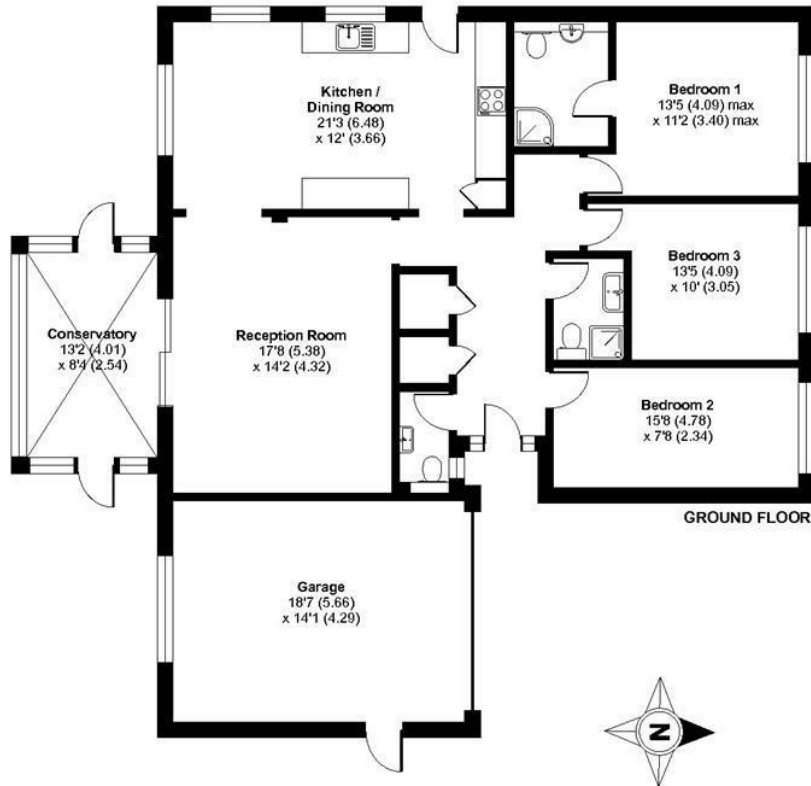 Kitchen /
Dining Room
21'3 (6.48)
x 12' (3.66)
Bedroom 1
13'5 (4.09) max
x 11'2 (3.40) max
Bedroom 3
13'5 (4.09)
x 10' (3.05)
Conservatory
13'2 (4.01)
x 8'4 (2.54)
Reception Room
17'8 (5.38)
x 14'2 (4.32)
Bedroom 2
15'8 (4.78)
x 7'8 (2.34)
GROUND FLOOR
Garage
18'7 (5.66)
x 14'1 (4.29)
N